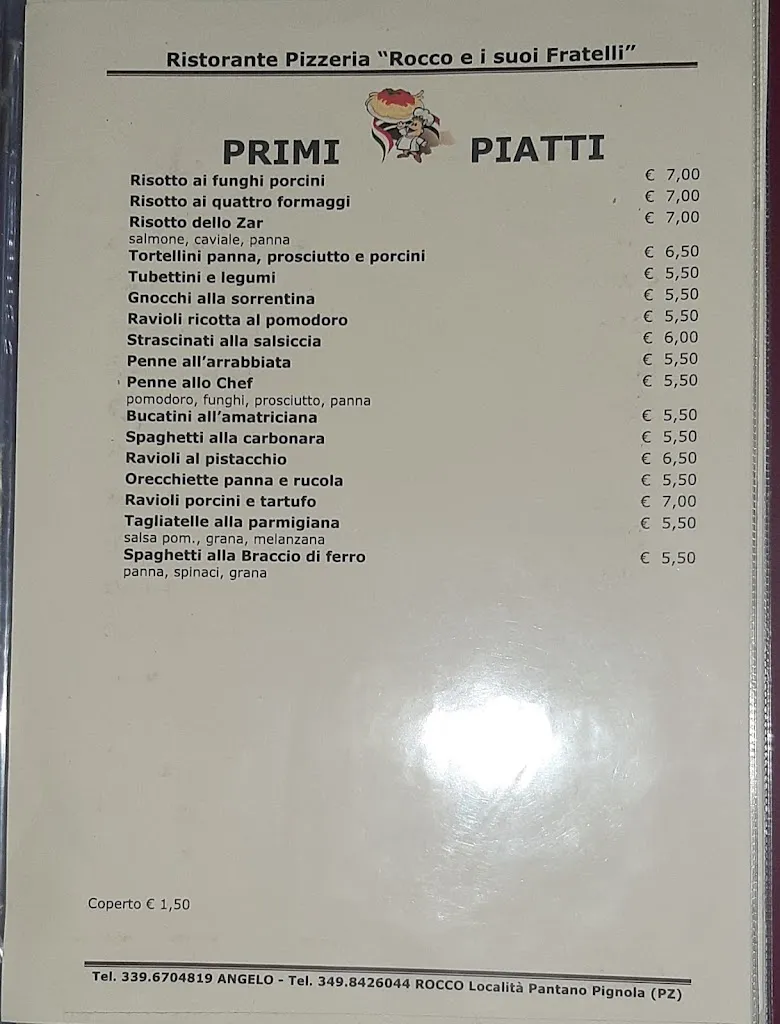 Ristorante Pizzeria “Rocco e i suoi Fratelli”
PRIMI PIATTI
Risotto ai funghi porcini € 7,00
Risotto ai quattro formaggi € 7,00
Risotto dello Zar € 7,00
salmone, caviale, panna
Tortellini panna, prosciutto e porcini € 6,50
Tubettini e legumi € 5,50
Gnocchi alla sorrentina € 5,50
Ravioli ricotta al pomodoro € 5,50
Strascinati alla salsiccia € 6,00
Penne all’arrabbiata € 5,50
Penne allo Chef € 5,50
pomodoro, funghi, prosciutto, panna
Bucatini all’amatriciana € 5,50
Spaghetti alla carbonara € 5,50
Ravioli al pistacchio € 6,50
Orecchiette panna e rucola € 5,50
Ravioli porcini e tartufo € 7,00
Tagliatelle alla parmigiana € 5,50
salsa pom., grana, melanzana
Spaghetti alla Braccio di ferro € 5,50
panna, spinaci, grana
Coperto € 1,50
Tel. 339.6704819 ANGELO - Tel. 349.8426044 ROCCO Località Pantano Pignola (PZ)